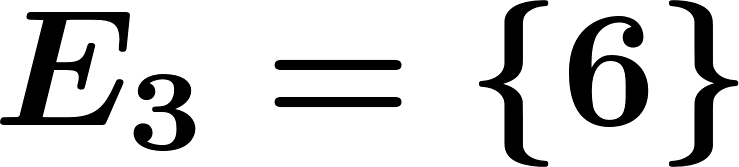 E₃ = {6}